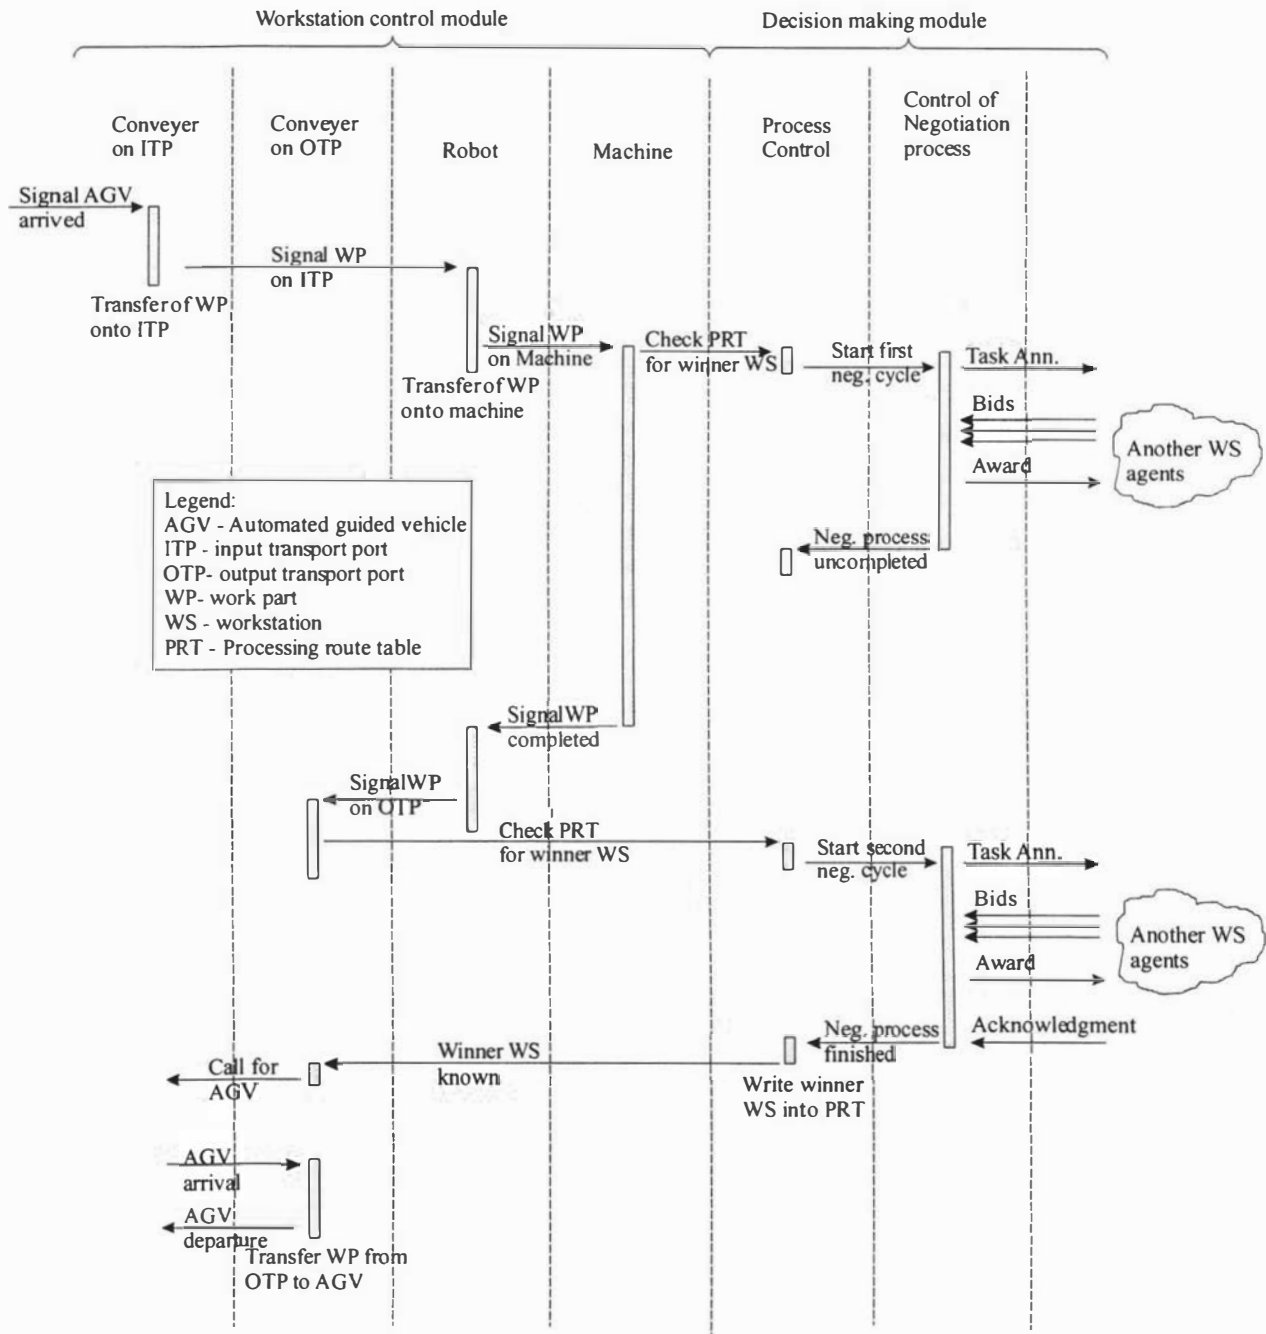 Workstation control module
Decision making module
Conveyer
on ITP
Conveyer
on OTP
Robot
Machine
Process
Control
Control of
Negotiation
process
Signal AGV
arrived
Signal WP
on ITP
Transfer of WP
onto ITP
Signal WP
on Machine
Check PRT
for winner WS
Start first
neg. cycle
Task Ann.
Transfer of WP
onto machine
Bids
Another WS
agents
Award
Legend:
AGV - Automated guided vehicle
ITP - input transport port
OTP- output transport port
WP- work part
WS - workstation
PRT - Processing route table
Neg. process
uncompleted
Signal WP
completed
Signal WP
on OTP
Check PRT
for winner WS
Start second
neg. cycle
Task Ann.
Bids
Another WS
agents
Award
Acknowledgment
Neg. process
finished
Winner WS
known
Call for
AGV
Write winner
WS into PRT
AGV
arrival
AGV
departure
Transfer WP from
OTP to AGV